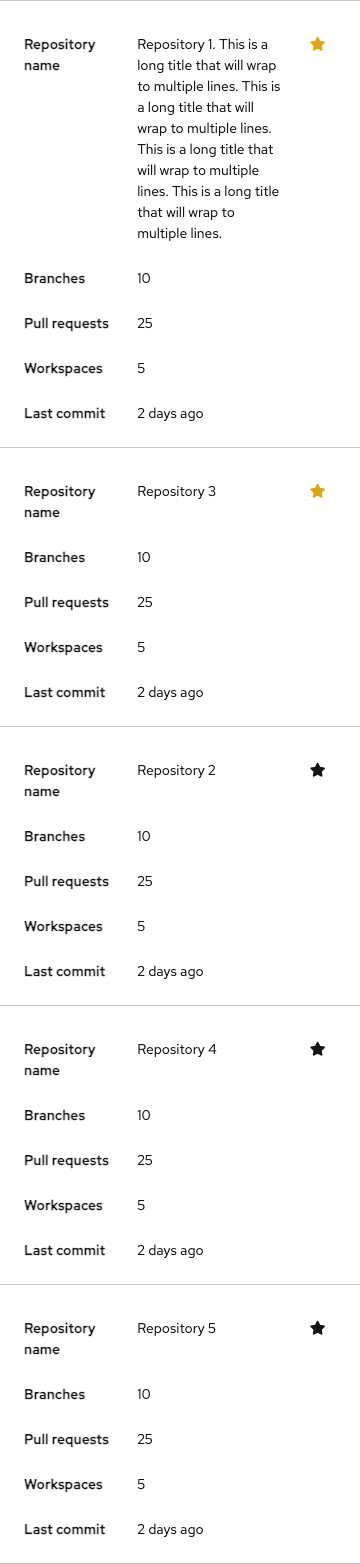 Repository name
Repository 1. This is a
long title that will wrap
to multiple lines. This is
a long title that will
wrap to multiple lines.
This is a long title that
will wrap to multiple
lines. This is a long title
that will wrap to
multiple lines.
Branches 10
Pull requests 25
Workspaces 5
Last commit 2 days ago
Repository name
Repository 3
Branches 10
Pull requests 25
Workspaces 5
Last commit 2 days ago
Repository name
Repository 2
Branches 10
Pull requests 25
Workspaces 5
Last commit 2 days ago
Repository name
Repository 4
Branches 10
Pull requests 25
Workspaces 5
Last commit 2 days ago
Repository name
Repository 5
Branches 10
Pull requests 25
Workspaces 5
Last commit 2 days ago